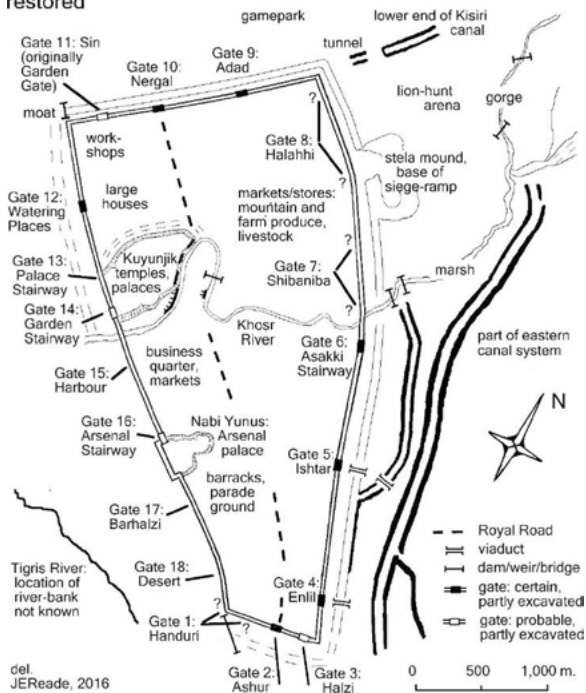 restored
gamepark
lower end of Kisiri
canal
tunnel
Gate 11: Sin
(originally
Garden
Gate)
Gate 10:
Nergal
Gate 9:
Adad
moat
?
lion-hunt
arena
gorge
work-
shops
Gate 8:
Halahhi
stela mound,
base of
siege-ramp
?
large
houses
markets/stores:
mountain and
farm produce,
livestock
Gate 12:
Watering
Places
?
Kuyunjik
temples,
palaces
Gate 13:
Palace
Stairway
Gate 7:
Shibaniba
marsh
?
Gate 14:
Garden
Stairway
Khosr
River
part of eastern
canal system
Gate 6:
Asakki
Stairway
business
quarter,
markets
Gate 15:
Harbour
N
Gate 16:
Arsenal
Stairway
Nabi Yunus:
Arsenal
palace
Gate 5:
Ishtar
barracks,
parade
ground
Gate 17:
Barhalzi
Royal Road
viaduct
dam/weir/bridge
gate: certain,
partly excavated
gate: probable,
partly excavated
Tigris River:
location of
river-bank
not known
Gate 18:
Desert
Gate 4:
Enlil
?
Gate 1:
Handuri
?
Gate 2:
Ashur
Gate 3:
Halzi
del.
JEReade, 2016
0 500 1,000 m.